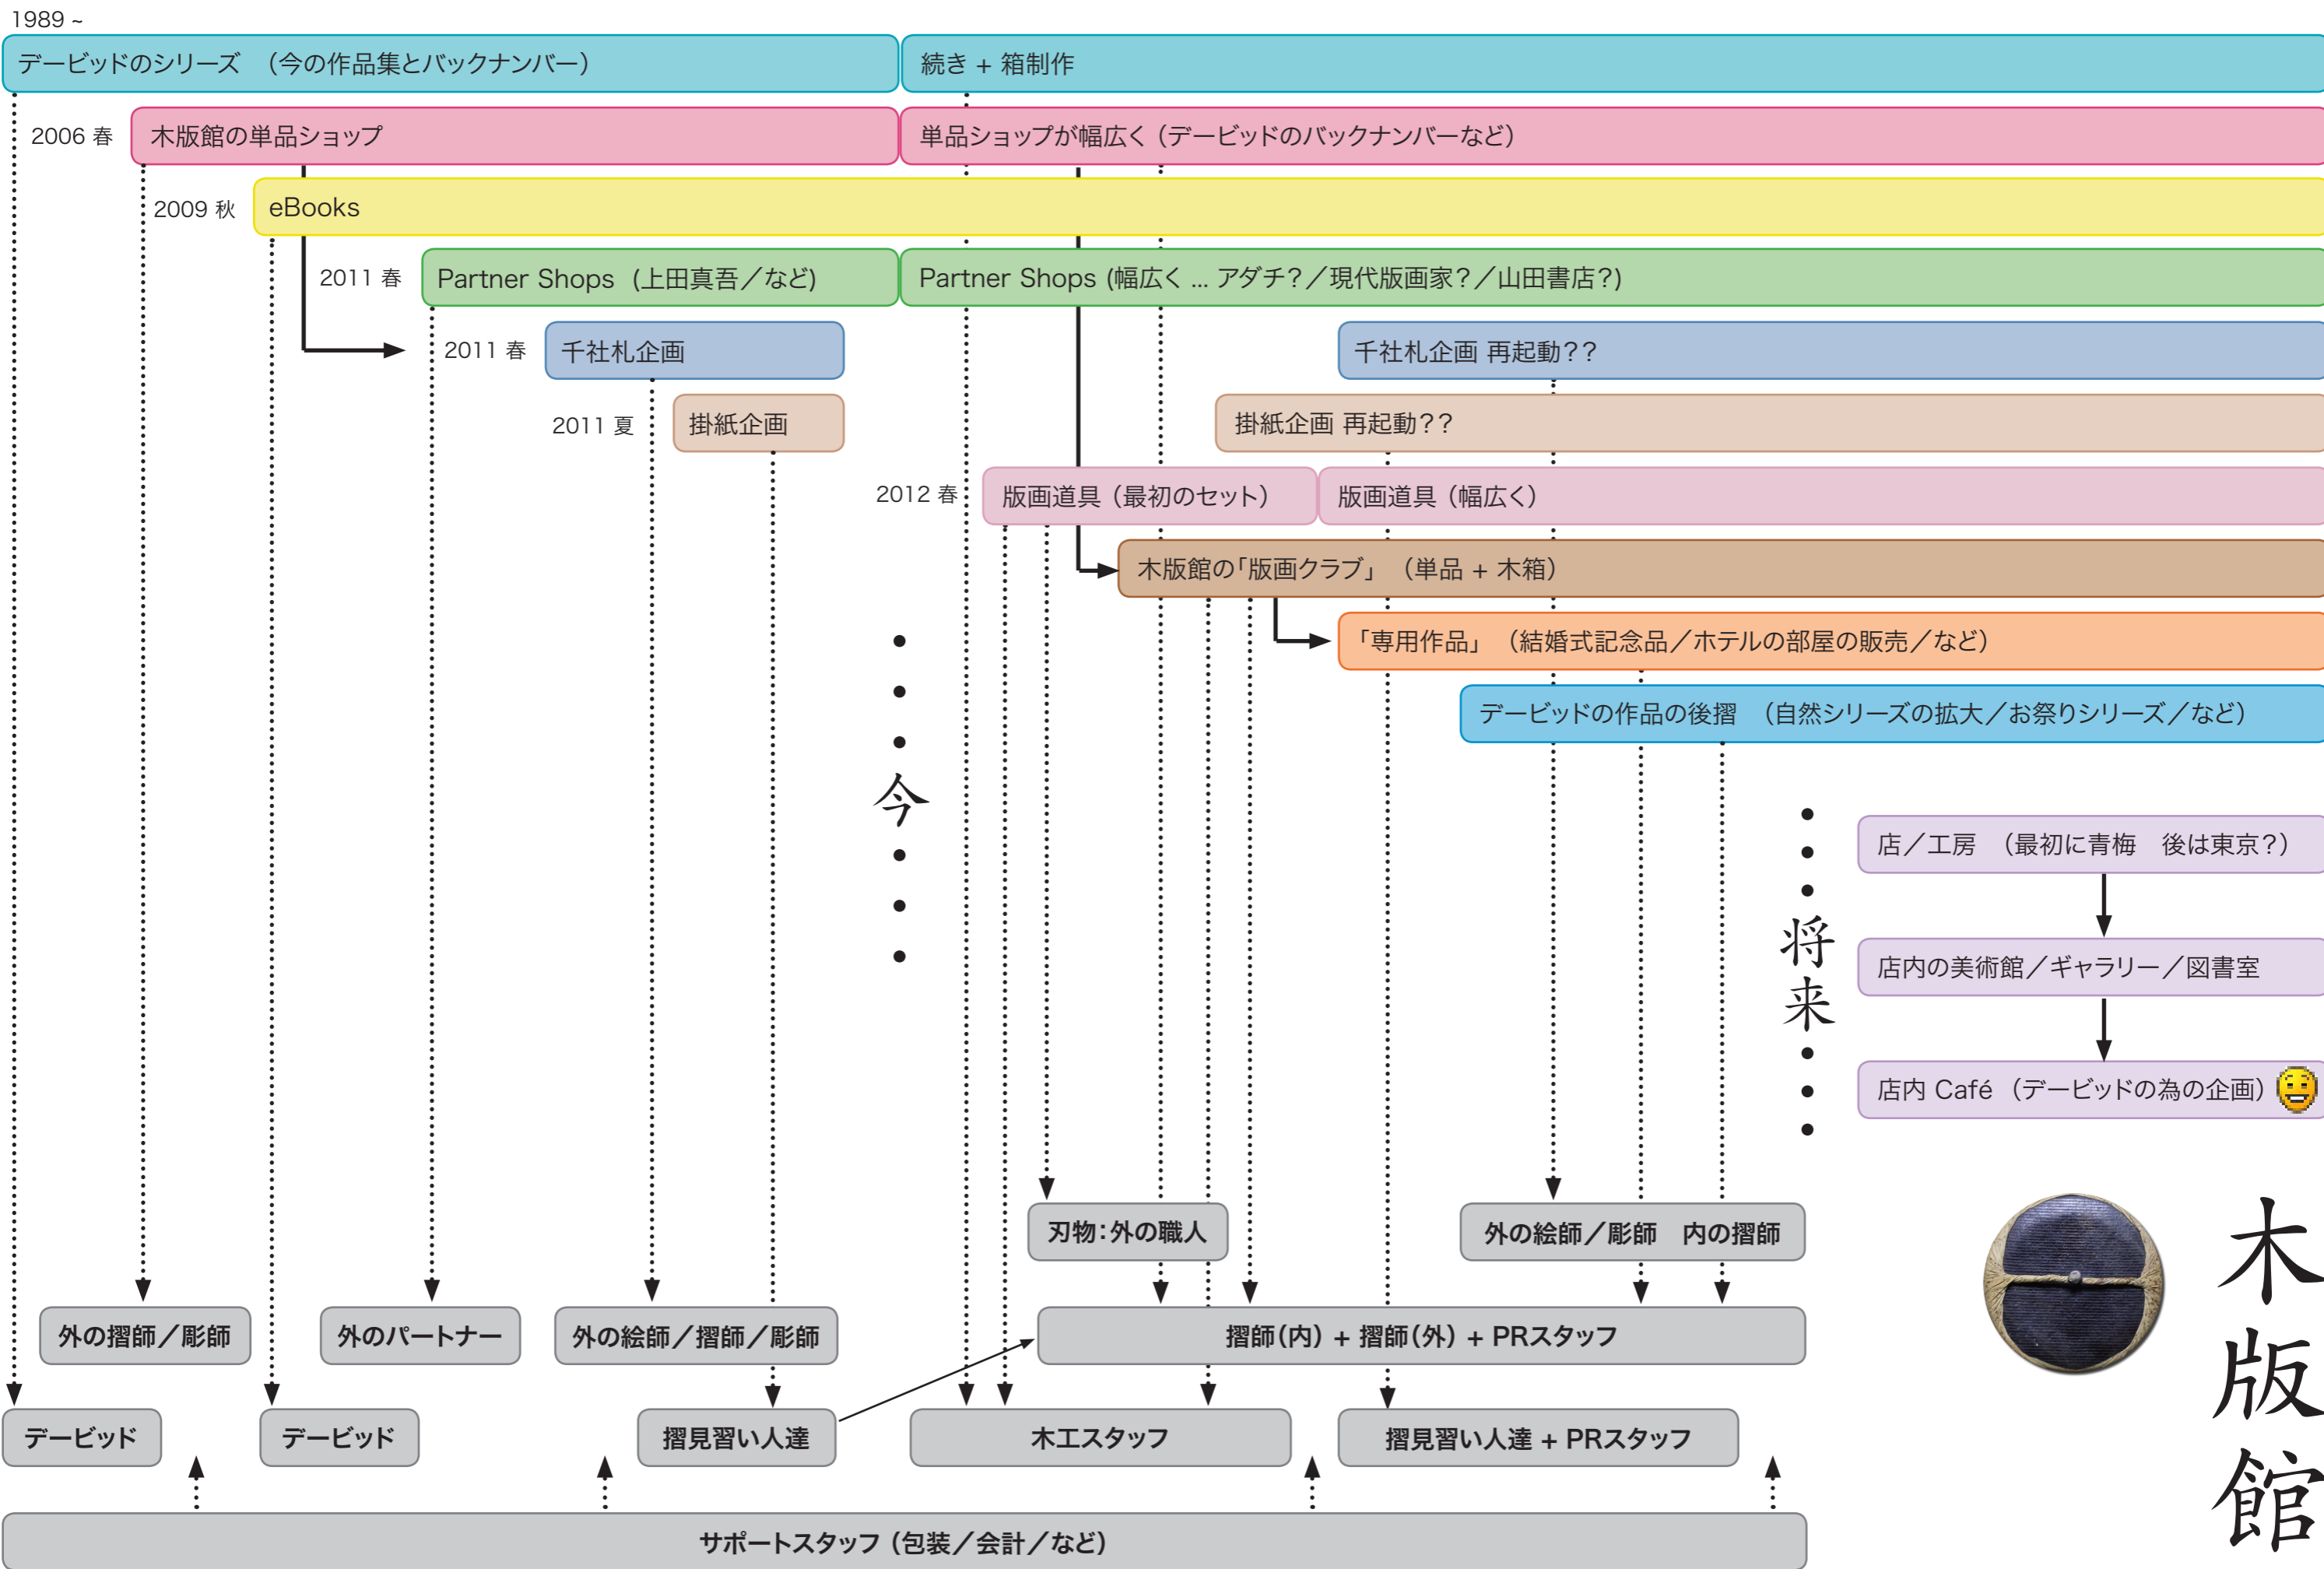 1989 ~
デービッドのシリーズ （今の作品集とバックナンバー）
続き + 箱制作
2006 春
木版館の単品ショップ
単品ショップが幅広く（デービッドのバックナンバーなど）
2009 秋
eBooks
2011 春
Partner Shops (上田真吾／など)
Partner Shops (幅広く ... アダチ？／現代版画家？／山田書店？)
2011 春
千社札企画
千社札企画 再起動？？
2011 夏
掛紙企画
掛紙企画 再起動？？
2012 春
版画道具（最初のセット）
版画道具（幅広く）
木版館の「版画クラブ」 （単品 + 木箱）
「専用作品」 （結婚式記念品／ホテルの部屋の販売／など）
デービッドの作品の後摺 （自然シリーズの拡大／お祭りシリーズ／など）
今
将来
店／工房 （最初に青梅　後は東京？）
店内の美術館／ギャラリー／図書室
店内 Café （デービッドの為の企画）
刃物：外の職人
外の絵師／彫師　内の摺師
外の摺師／彫師
外のパートナー
外の絵師／摺師／彫師
摺師（内）+ 摺師（外）+ PRスタッフ
デービッド
デービッド
摺見習い人達
木工スタッフ
摺見習い人達 + PRスタッフ
サポートスタッフ（包装／会計／など）
木版館